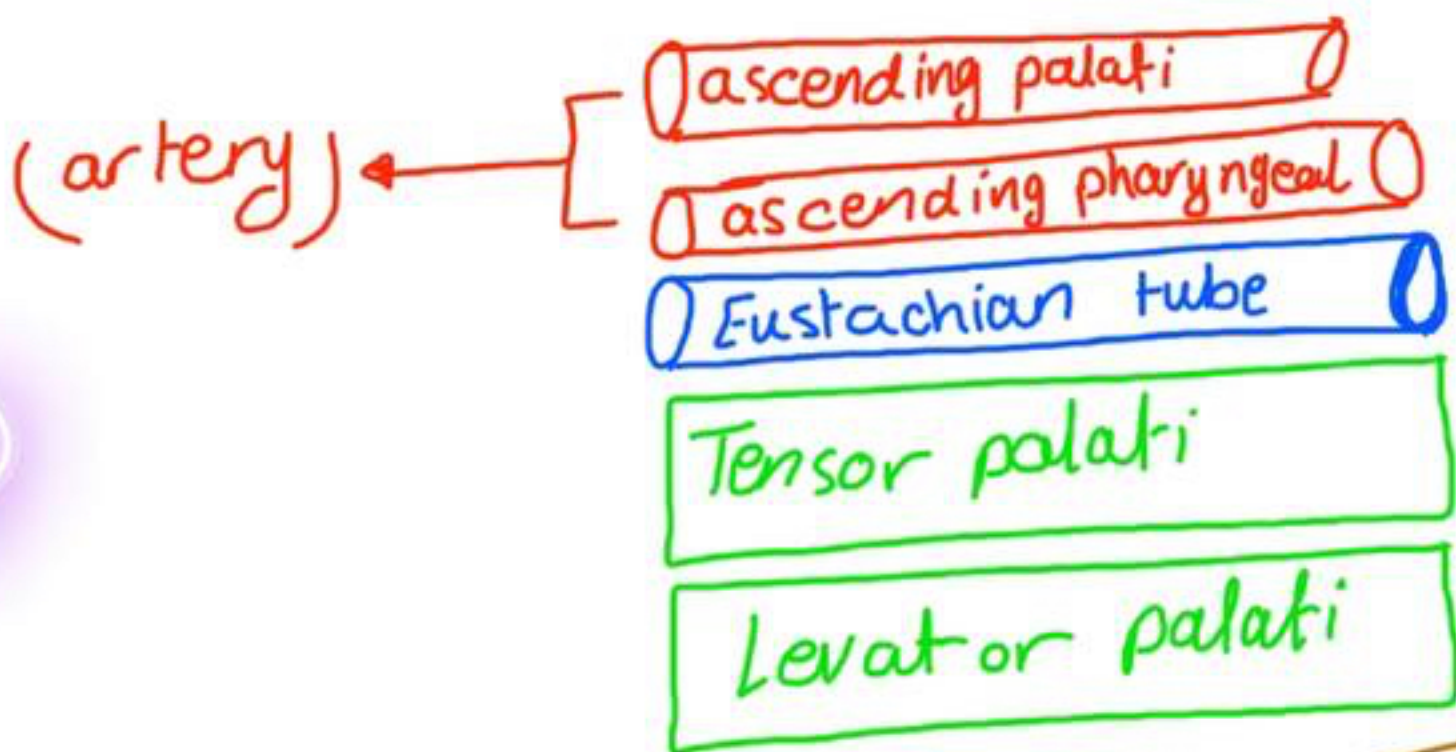 ascending palati
(artery)
ascending pharyngeal
Eustachian tube
Tensor palati
Levator palati